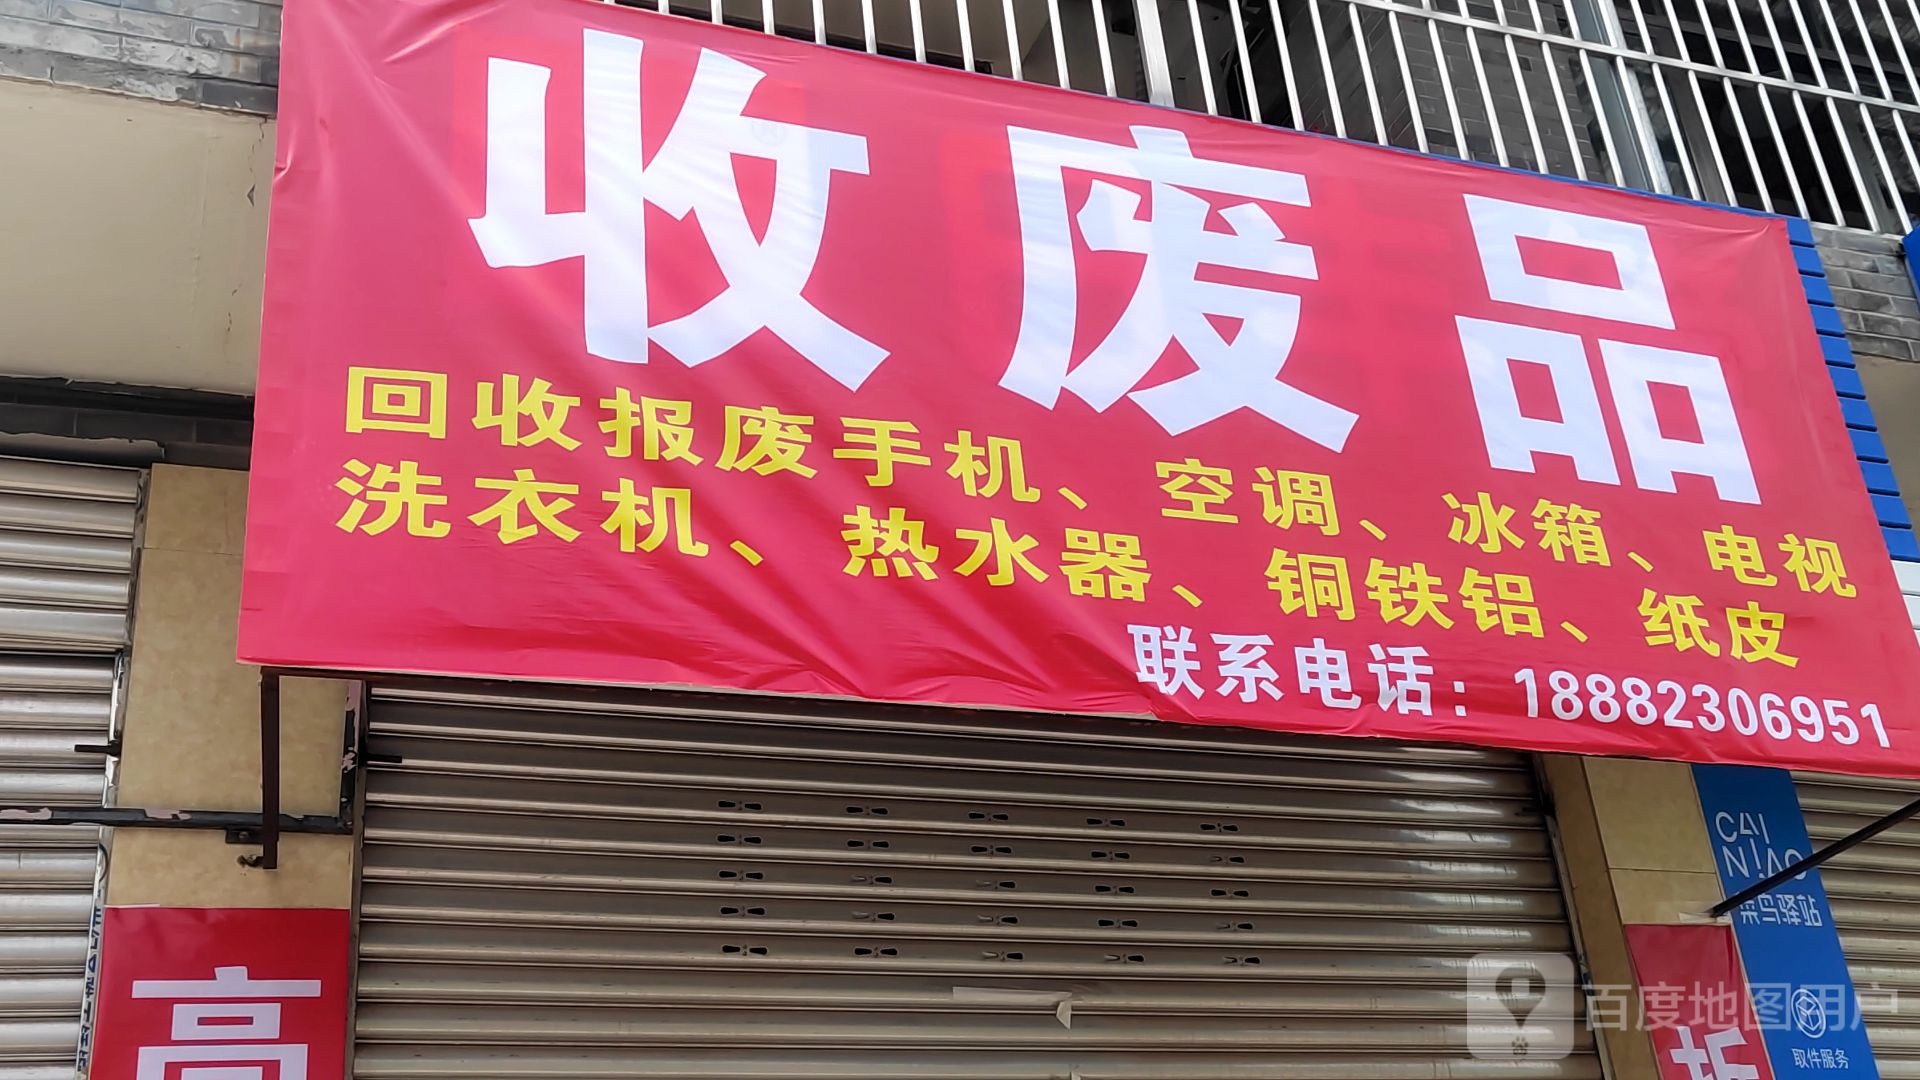 收废品
回收报废手机、空调、冰箱、电视
洗衣机、热水器、铜铁铝、纸皮
联系电话：18882306951
CAI
NIAO
菜鸟驿站
取件服务
高
折
百度地图用户